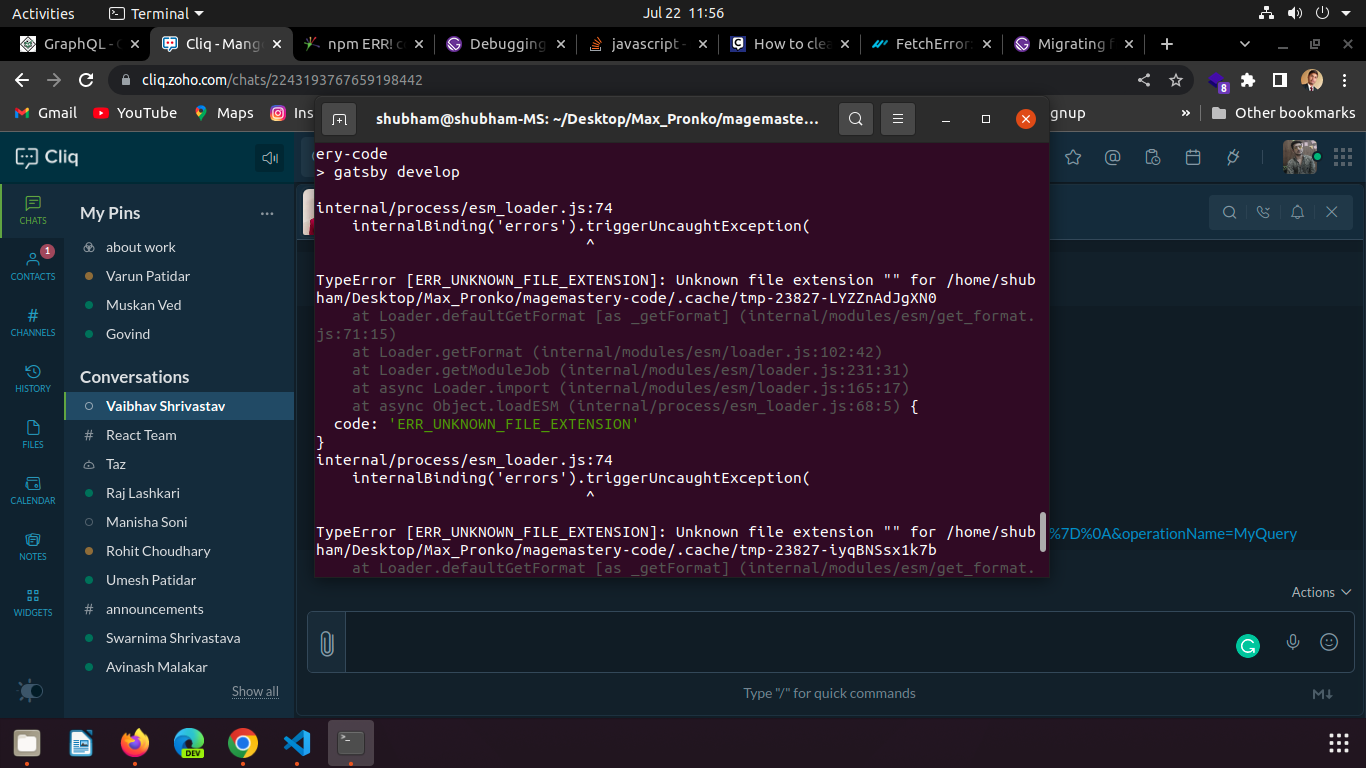 Activities
Terminal
Jul 22 11:56
GraphQL - G
Cliq - Mang
npm ERR! c
Debugging
javascript -
How to clea
FetchError:
Migrating f
cliq.zoho.com/chats/2243193767659198442
8
Gmail
YouTube
Maps
Ins
gnup
»
Other bookmarks
shubham@shubham-MS: ~/Desktop/Max_Pronko/magemaste...
Cliq
CHATS
CONTACTS
1
CHANNELS
HISTORY
FILES
CALENDAR
NOTES
WIDGETS
My Pins
about work
Varun Patidar
Muskan Ved
Govind
Conversations
Vaibhav Shrivastav
# React Team
Taz
Raj Lashkari
Manisha Soni
Rohit Choudhary
Umesh Patidar
# announcements
Swarnima Shrivastava
Avinash Malakar
Show all
ery-code
> gatsby develop
internal/process/esm_loader.js:74
internalBinding('errors').triggerUncaughtException(
^
TypeError [ERR_UNKNOWN_FILE_EXTENSION]: Unknown file extension "" for /home/shub
ham/Desktop/Max_Pronko/magemastery-code/.cache/tmp-23827-LYZZnAdJgXN0
at Loader.defaultGetFormat [as _getFormat] (internal/modules/esm/get_format.
js:71:15)
at Loader.getFormat (internal/modules/esm/loader.js:102:42)
at Loader.getModuleJob (internal/modules/esm/loader.js:231:31)
at async Loader.import (internal/modules/esm/loader.js:165:17)
at async Object.loadESM (internal/process/esm_loader.js:68:5) {
code: 'ERR_UNKNOWN_FILE_EXTENSION'
}
internal/process/esm_loader.js:74
internalBinding('errors').triggerUncaughtException(
^
TypeError [ERR_UNKNOWN_FILE_EXTENSION]: Unknown file extension "" for /home/shub
ham/Desktop/Max_Pronko/magemastery-code/.cache/tmp-23827-iyqBNSsx1k7b
at Loader.defaultGetFormat [as _getFormat] (internal/modules/esm/get_format.
%7D%0A&operationName=MyQuery
Actions
Type "/" for quick commands
M
DEV